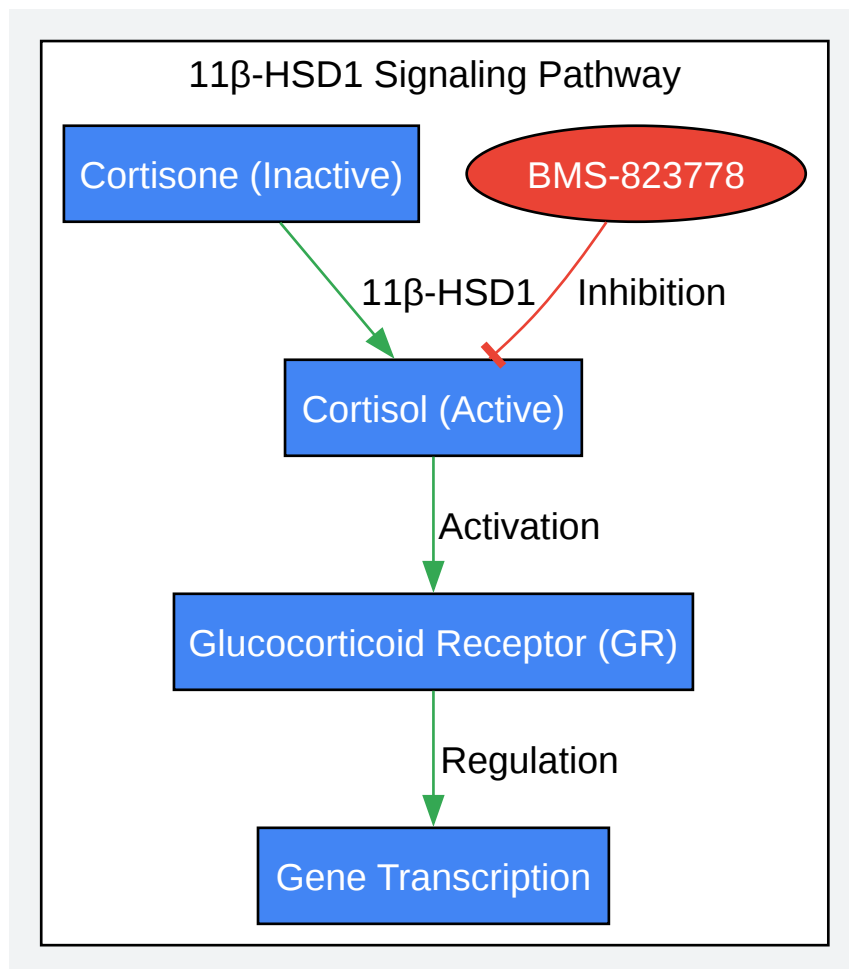 11β-HSD1 Signaling Pathway
Cortisone (Inactive)
BMS-823778
11β-HSD1
Inhibition
Cortisol (Active)
Activation
Glucocorticoid Receptor (GR)
Regulation
Gene Transcription